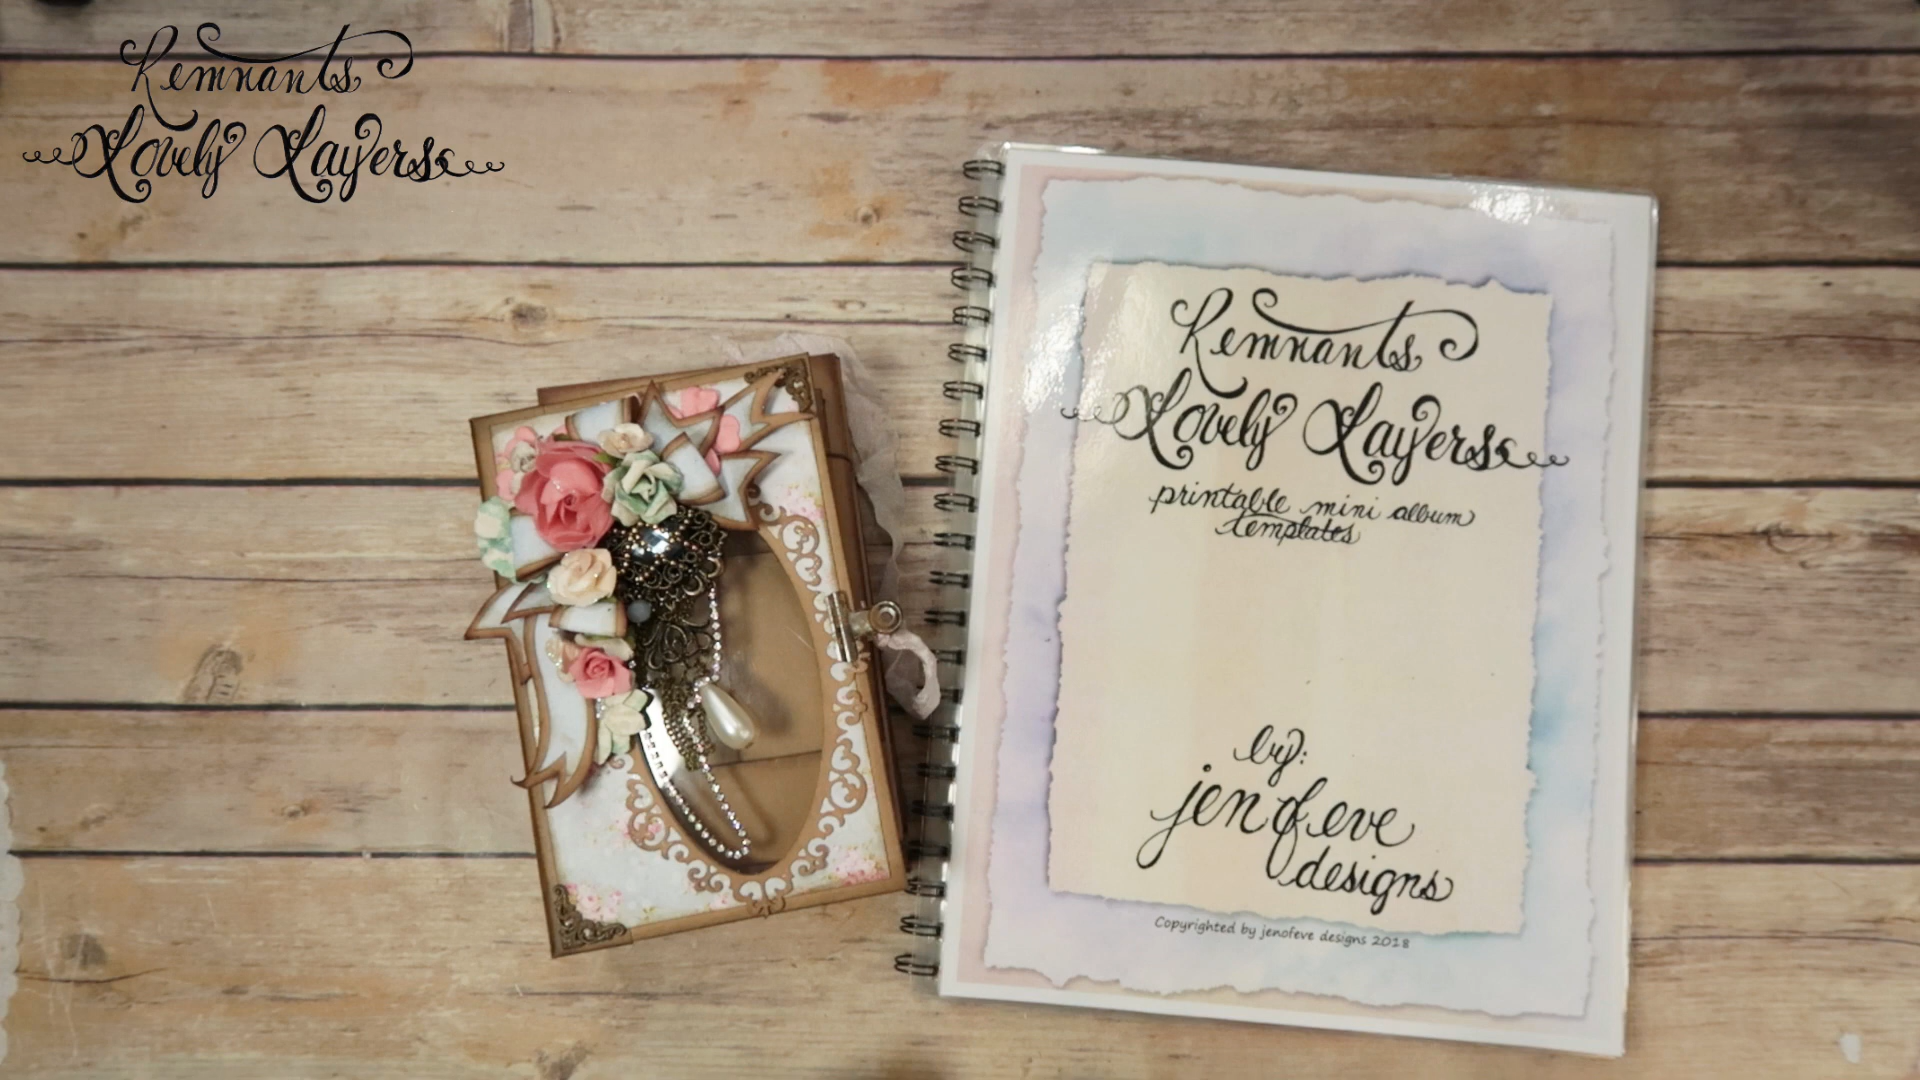 Remnants
Lovely Layers
Remnants
Lovely Layers
printable mini album
templates
by:
jenofeve
designs
Copyrighted by jenofeve designs 2018